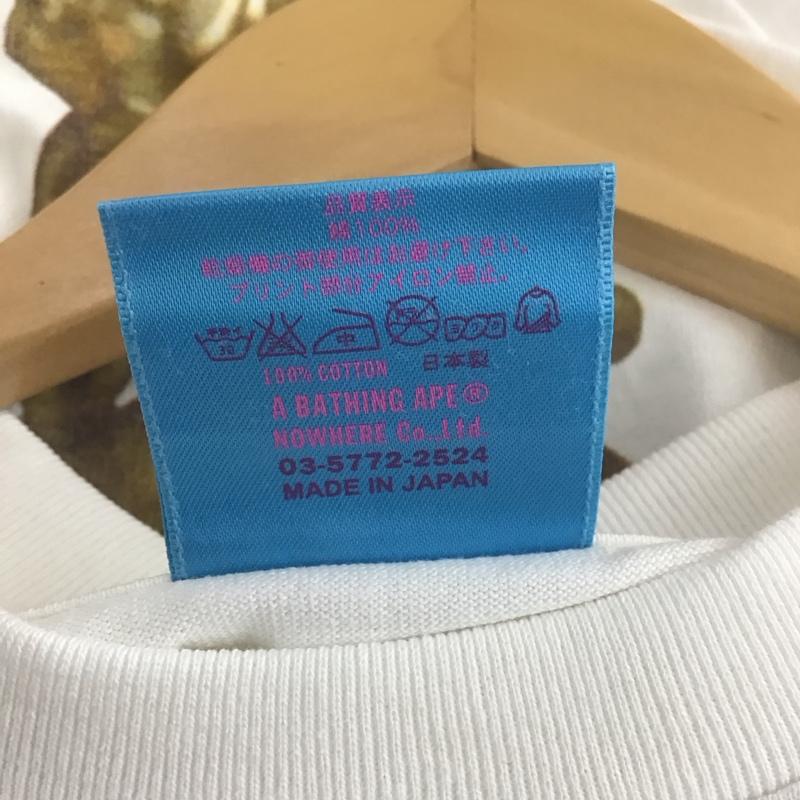 品質表示
綿100%
乾燥機の御使用はお避け下さい。
プリント部分アイロン禁止。
中
100% COTTON 日本製
A BATHING APE®
NOWHERE Co.,Ltd.
03-5772-2524
MADE IN JAPAN